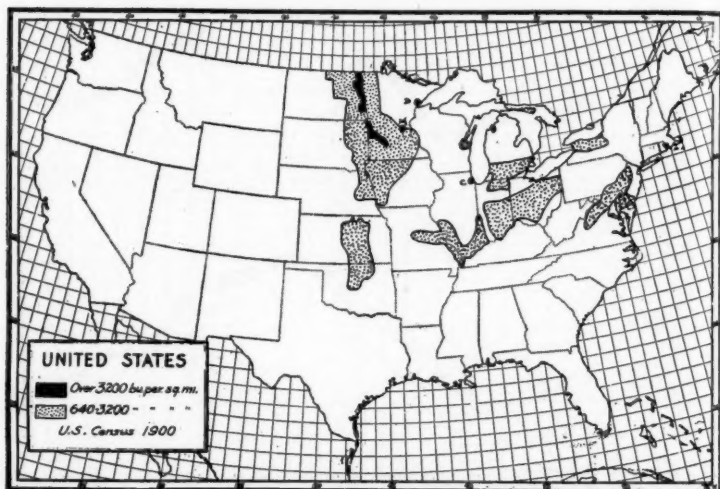 UNITED STATES
Over 3200 bu. per sq. mi.
640-3200 - - - -
U.S. Census 1900